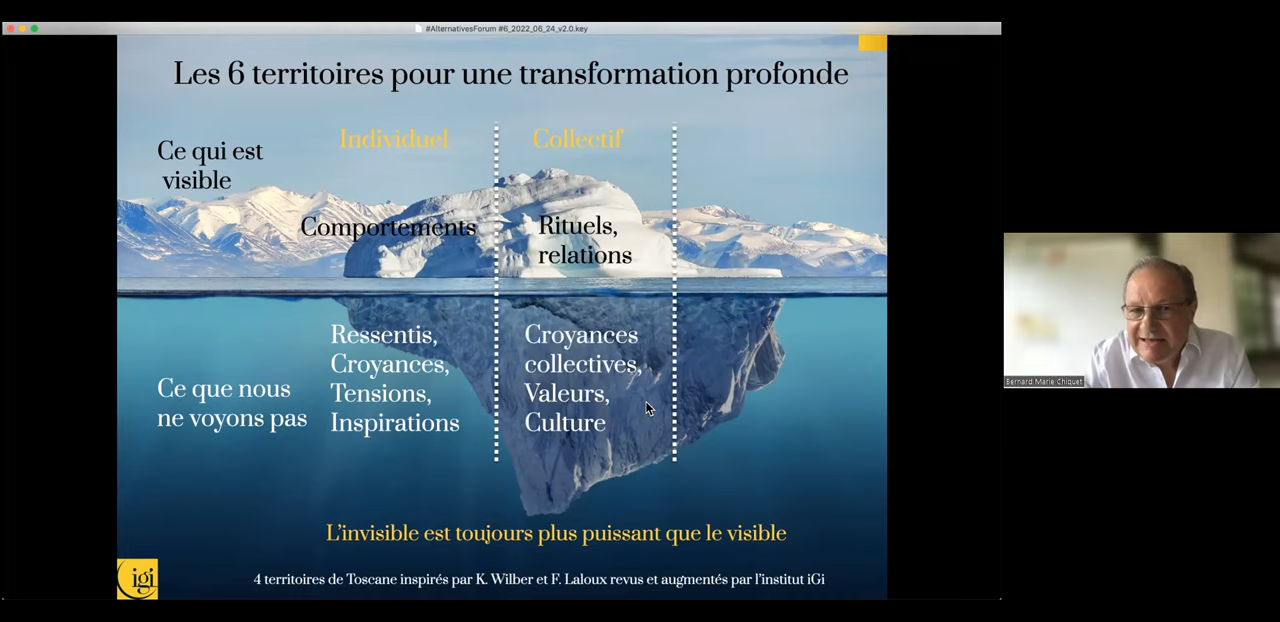 #AlternativesForum #6_2022_06_24_v2.0.key
Les 6 territoires pour une transformation profonde
Individuel
Collectif
Ce qui est
visible
Comportements
Rituels,
relations
Ressentis,
Croyances,
Tensions,
Inspirations
Croyances
collectives,
Valeurs,
Culture
Ce que nous
ne voyons pas
L'invisible est toujours plus puissant que le visible
igi
4 territoires de Toscane inspirés par K. Wilber et F. Laloux revus et augmentés par l'institut iGi
Bernard Marie Chiquet